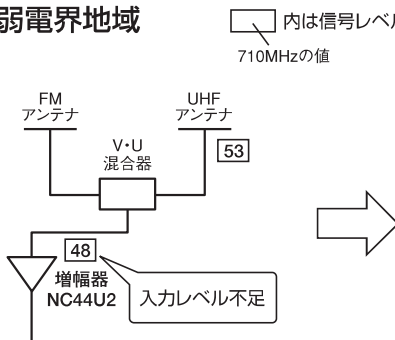 弱電界地域
内は信号レベル
710MHzの値
FM
アンテナ
UHF
アンテナ
V・U
混合器
53
48
増幅器
NC44U2
入力レベル不足